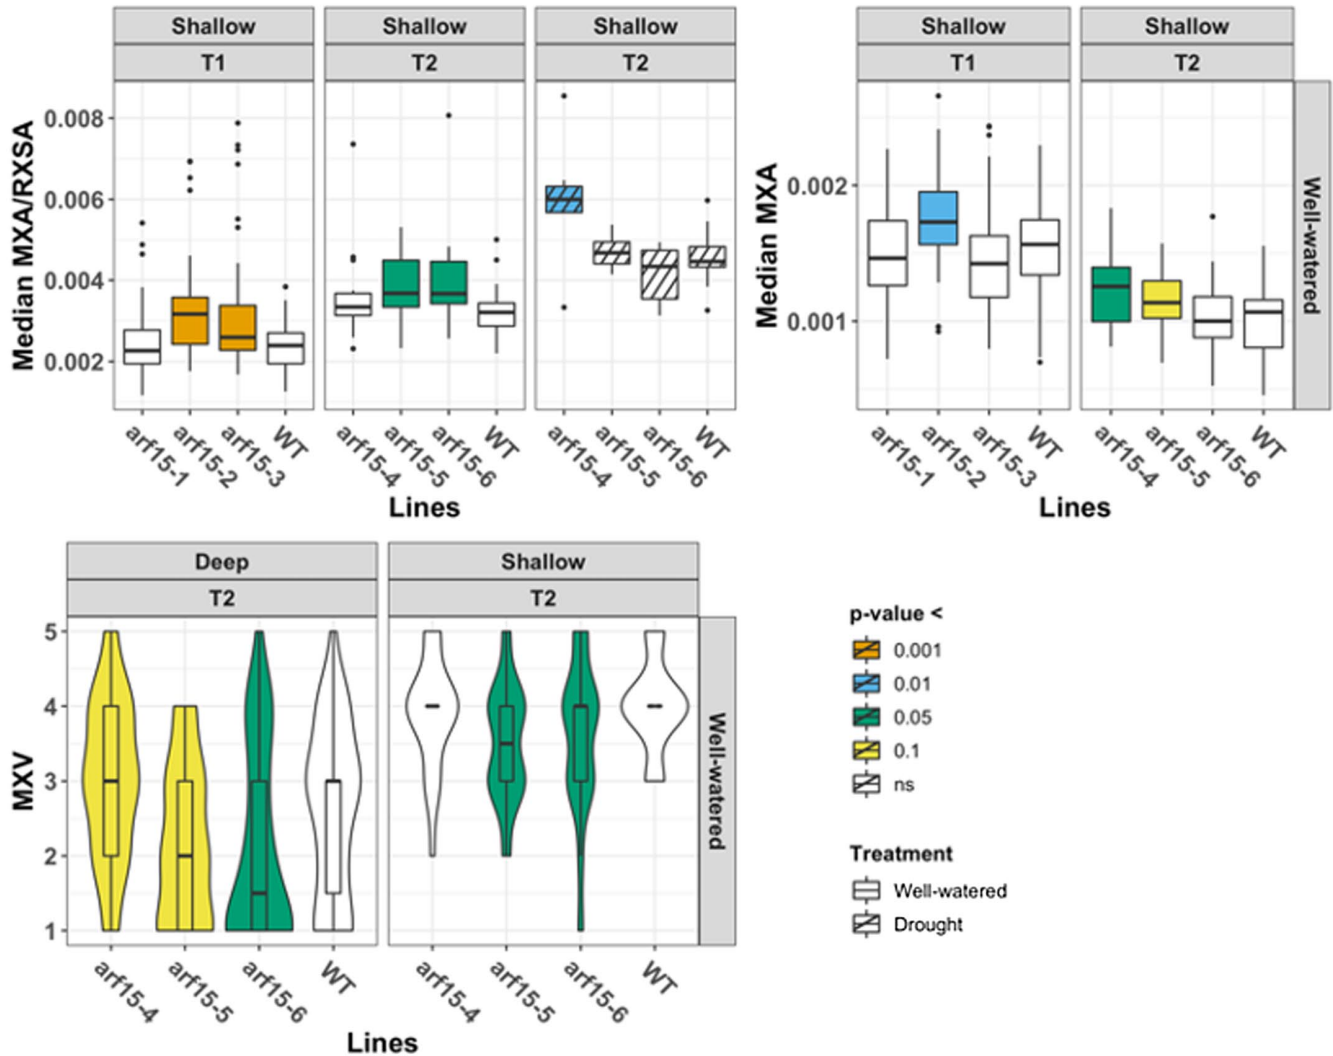 Shallow
Shallow
Shallow
T1
T2
T2
Median MXA/RXSA
0.008
0.006
0.004
0.002
arf15-1
arf15-2
arf15-3
WT
arf15-4
arf15-5
arf15-6
WT
arf15-4
arf15-5
arf15-6
WT
Lines
Shallow
Shallow
T1
T2
Median MXA
0.002
0.001
Well-watered
arf15-1
arf15-2
arf15-3
WT
arf15-4
arf15-5
arf15-6
WT
Lines
Deep
Shallow
T2
T2
MXV
5
4
3
2
1
Well-watered
arf15-4
arf15-5
arf15-6
WT
arf15-4
arf15-5
arf15-6
WT
Lines
p-value <
0.001
0.01
0.05
0.1
ns
Treatment
Well-watered
Drought